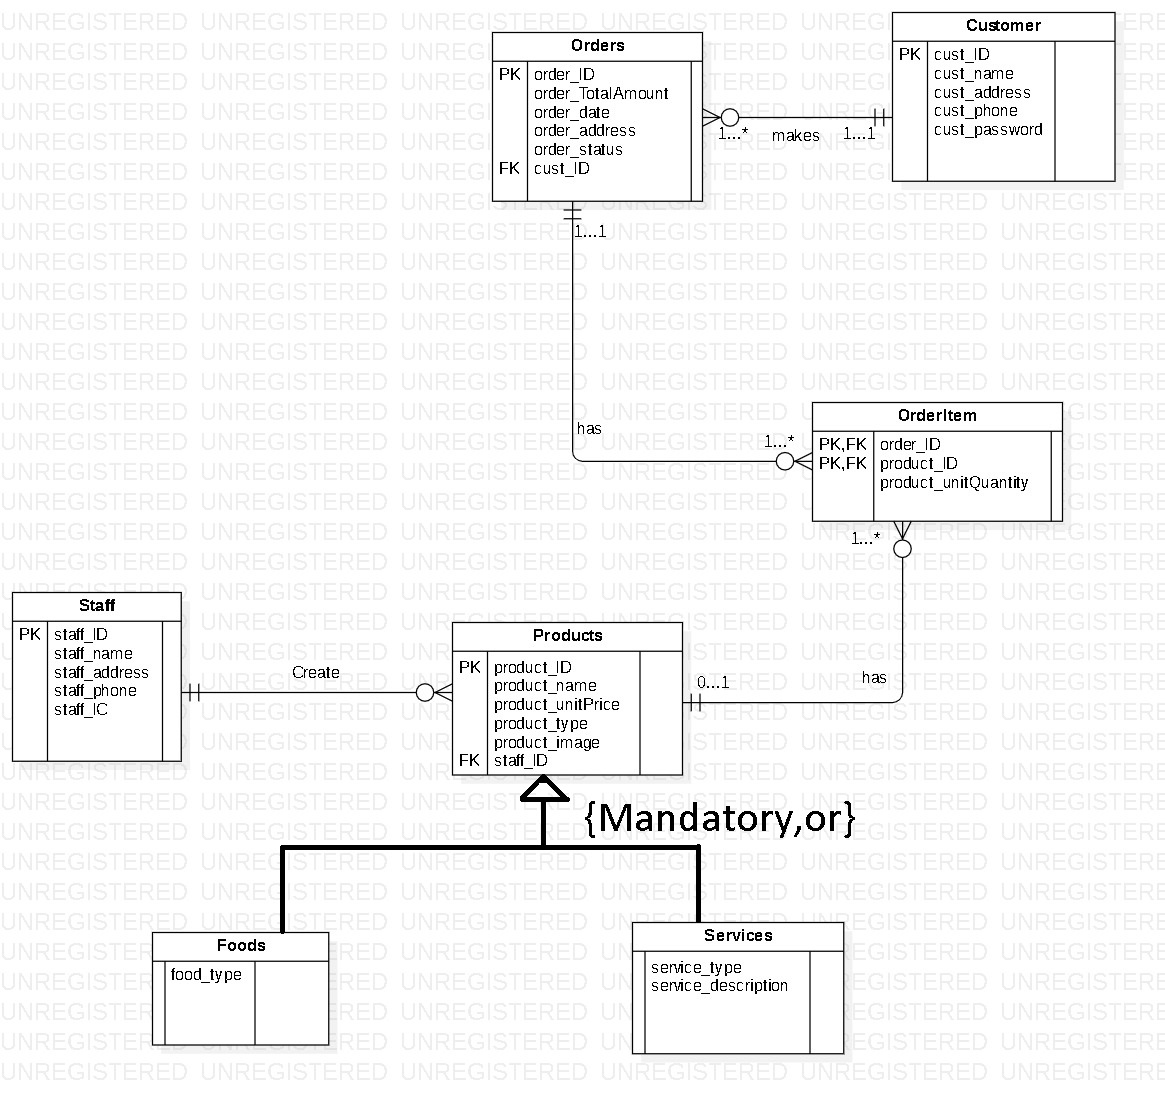 Customer
PK cust_ID
cust_name
cust_address
cust_phone
cust_password
Orders
PK order_ID
order_TotalAmount
order_date
order_address
order_status
FK cust_ID
1...* makes 1...1
1...1
has
1...*
OrderItem
PK,FK order_ID
PK,FK product_ID
product_unitQuantity
1...*
Staff
PK staff_ID
staff_name
staff_address
staff_phone
staff_IC
Create
Products
PK product_ID
product_name
product_unitPrice
product_type
product_image
FK staff_ID
0...1
has
{Mandatory,or}
Foods
food_type
Services
service_type
service_description
UNREGISTERED